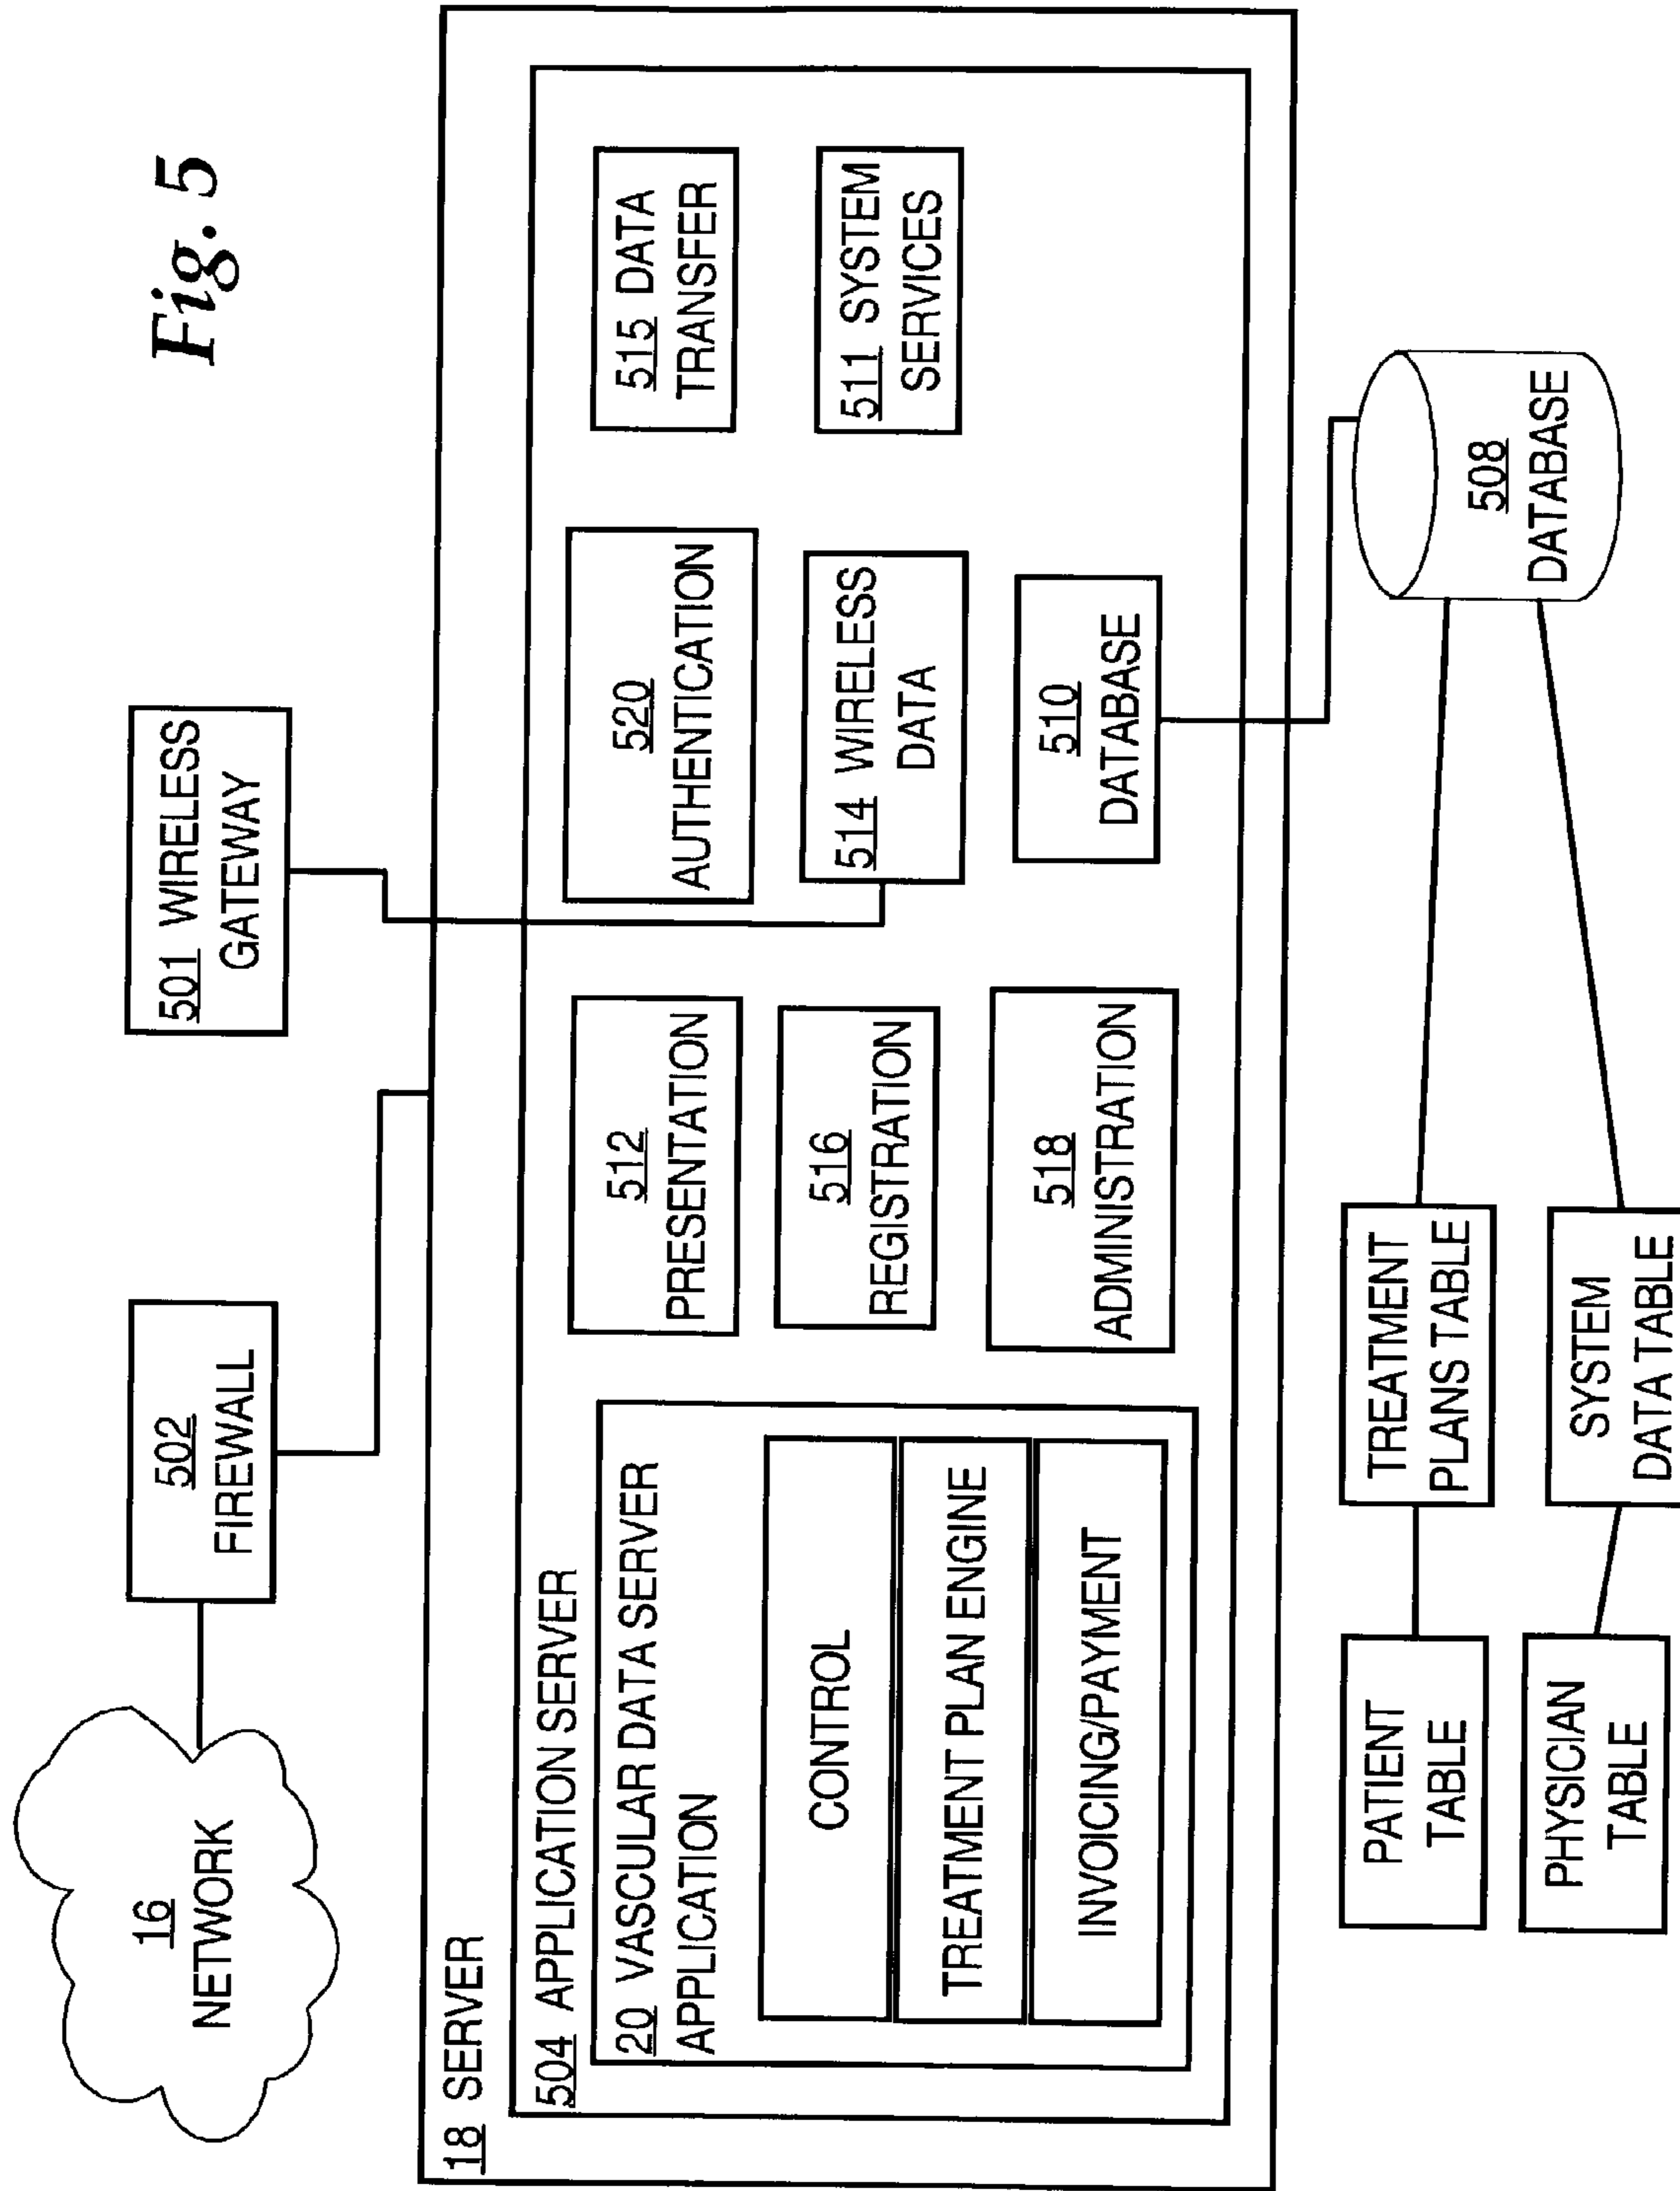 Fig. 5
16
NETWORK
502
FIREWALL
501 WIRELESS
GATEWAY
18 SERVER
504 APPLICATION SERVER
20 VASCULAR DATA SERVER
APPLICATION
CONTROL
TREATMENT PLAN ENGINE
INVOICING/PAYMENT
512
PRESENTATION
516
REGISTRATION
518
ADMINISTRATION
520
AUTHENTICATION
514 WIRELESS
DATA
510
DATABASE
515 DATA
TRANSFER
511 SYSTEM
SERVICES
508
DATABASE
PATIENT
TABLE
TREATMENT
PLANS TABLE
PHYSICIAN
TABLE
SYSTEM
DATA TABLE